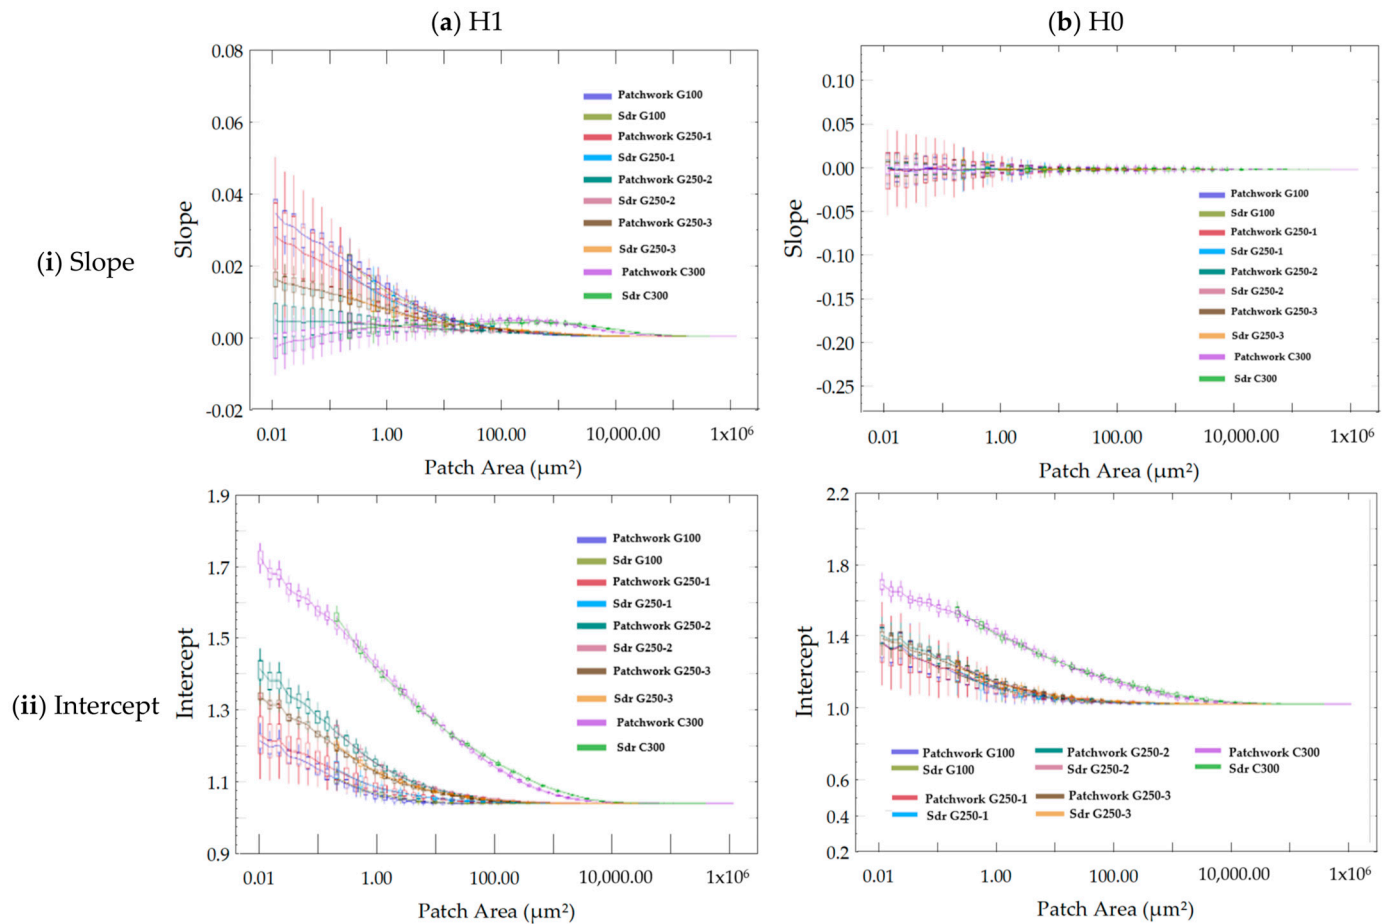 (a) H1
(b) H0
(i) Slope
(ii) Intercept
Slope
0.08
0.06
0.04
0.02
0.00
-0.02
0.01 1.00 100.00 10,000.00 1x10⁶
Patch Area (µm²)
Patchwork G100
Sdr G100
Patchwork G250-1
Sdr G250-1
Patchwork G250-2
Sdr G250-2
Patchwork G250-3
Sdr G250-3
Patchwork C300
Sdr C300
Slope
0.10
0.05
0.00
-0.05
-0.10
-0.15
-0.20
-0.25
0.01 1.00 100.00 10,000.00 1x10⁶
Patch Area (µm²)
Patchwork G100
Sdr G100
Patchwork G250-1
Sdr G250-1
Patchwork G250-2
Sdr G250-2
Patchwork G250-3
Sdr G250-3
Patchwork C300
Sdr C300
Intercept
1.9
1.7
1.5
1.3
1.1
0.9
0.01 1.00 100.00 10,000.00 1x10⁶
Patch Area (µm²)
Patchwork G100
Sdr G100
Patchwork G250-1
Sdr G250-1
Patchwork G250-2
Sdr G250-2
Patchwork G250-3
Sdr G250-3
Patchwork C300
Sdr C300
Intercept
2.2
1.8
1.4
1.0
0.6
0.4
0.2
0.01 1.00 100.00 10,000.00 1x10⁶
Patch Area (µm²)
Patchwork G100 Patchwork G250-2 Patchwork C300
Sdr G100 Sdr G250-2 Sdr C300
Patchwork G250-1 Patchwork G250-3
Sdr G250-1 Sdr G250-3